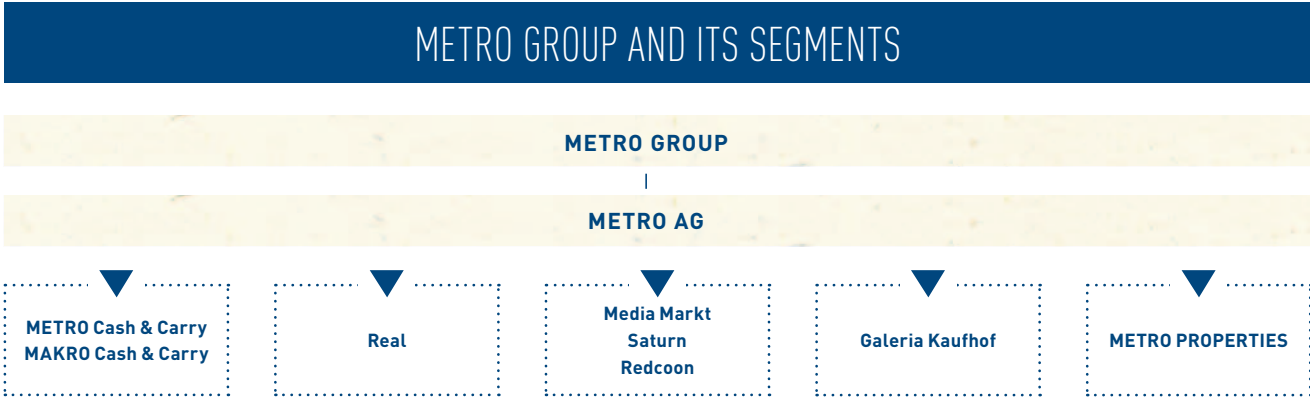 METRO GROUP AND ITS SEGMENTS
METRO GROUP
METRO AG
METRO Cash & Carry
MAKRO Cash & Carry
Real
Media Markt
Saturn
Redcoon
Galeria Kaufhof
METRO PROPERTIES